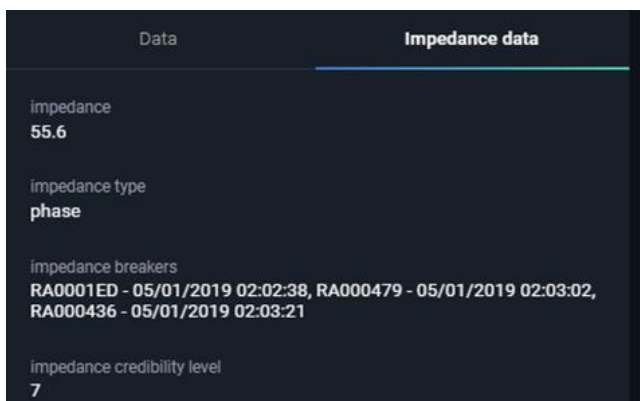 Data
Impedance data
impedance
55.6
impedance type
phase
impedance breakers
RA0001ED - 05/01/2019 02:02:38, RA000479 - 05/01/2019 02:03:02,
RA000436 - 05/01/2019 02:03:21
impedance credibility level
7